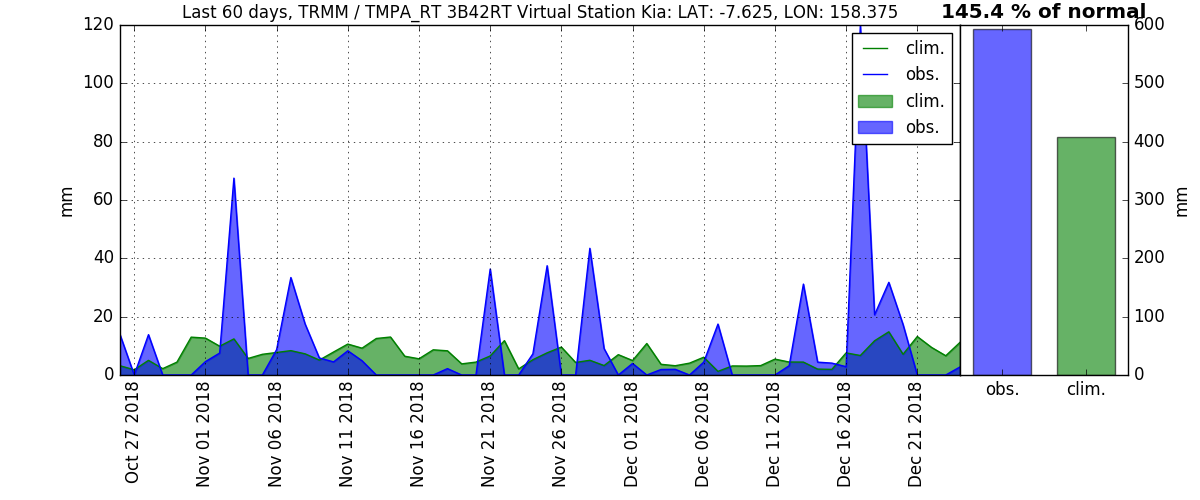 Last 60 days, TRMM / TMPA_RT 3B42RT Virtual Station Kia: LAT: -7.625, LON: 158.375
145.4 % of normal
120
100
80
60
40
20
0
mm
clim.
obs.
clim.
obs.
600
500
400
300
200
100
0
mm
obs.
clim.
Oct 27 2018
Nov 01 2018
Nov 06 2018
Nov 11 2018
Nov 16 2018
Nov 21 2018
Nov 26 2018
Dec 01 2018
Dec 06 2018
Dec 11 2018
Dec 16 2018
Dec 21 2018